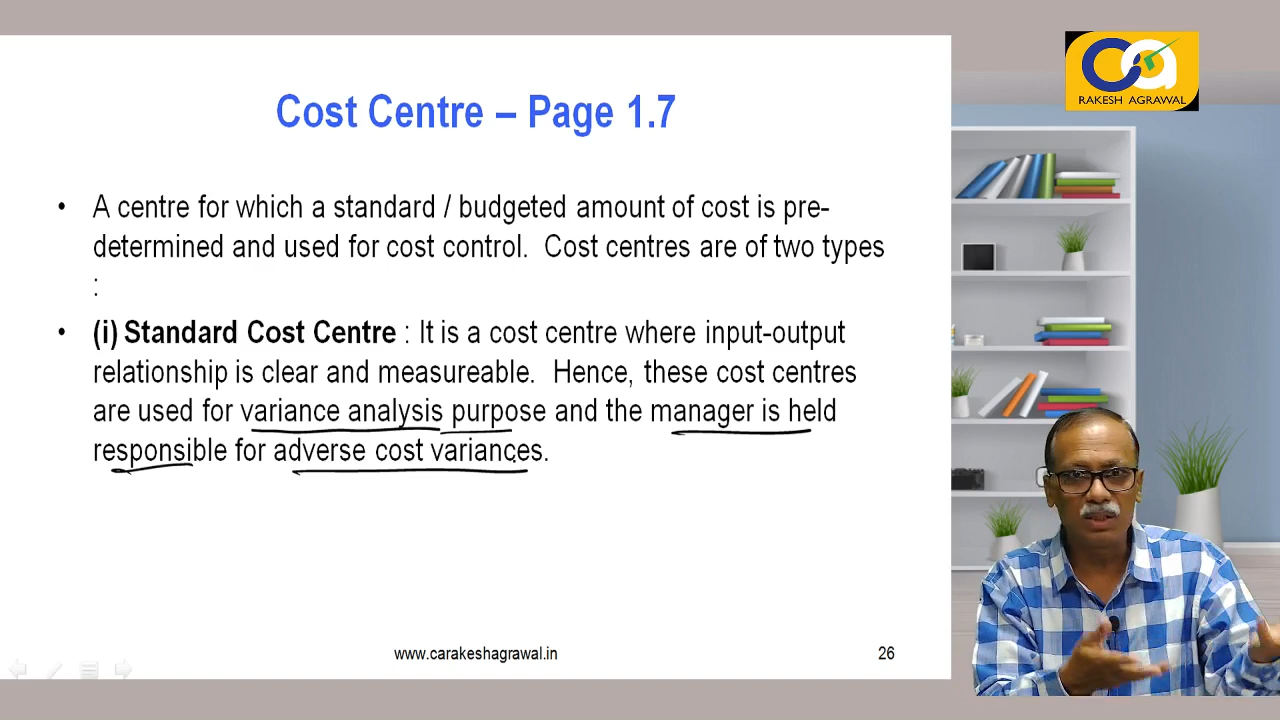 ca
RAKESH AGRAWAL
Cost Centre – Page 1.7
• A centre for which a standard / budgeted amount of cost is pre-
determined and used for cost control. Cost centres are of two types
:
• (i) Standard Cost Centre : It is a cost centre where input-output
relationship is clear and measureable. Hence, these cost centres
are used for variance analysis purpose and the manager is held
responsible for adverse cost variances.
www.carakeshagrawal.in
26